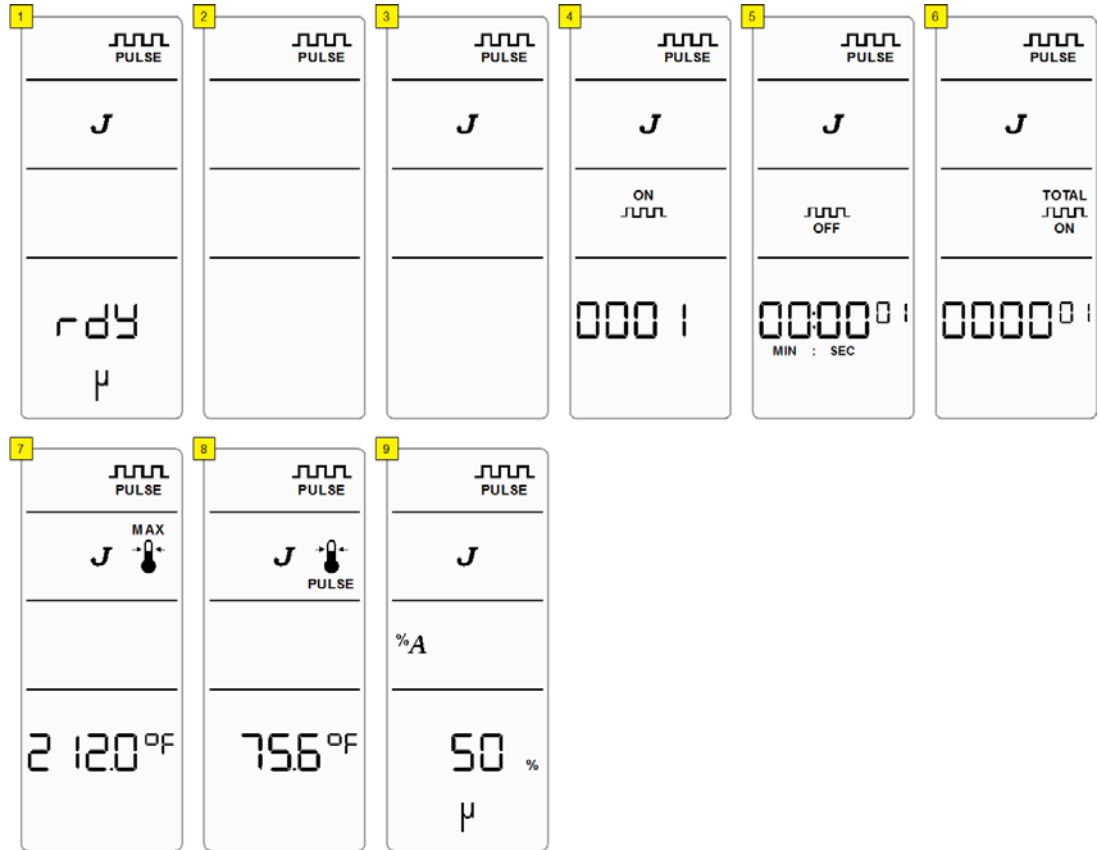 1
PULSE
J
rdy
µ
2
PULSE
3
PULSE
J
4
PULSE
J
ON
0001
5
PULSE
J
OFF
00:00 01
MIN : SEC
6
PULSE
J
TOTAL
ON
0000 01
7
PULSE
MAX
J
212.0°F
8
PULSE
J
PULSE
75.6°F
9
PULSE
J
%A
50 %
µ